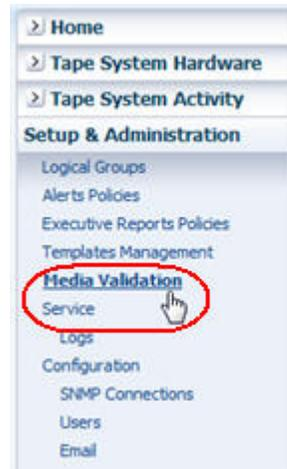 Home
Tape System Hardware
Tape System Activity
Setup & Administration
Logical Groups
Alerts Policies
Executive Reports Policies
Templates Management
Media Validation
Service
Logs
Configuration
SNMP Connections
Users
Email